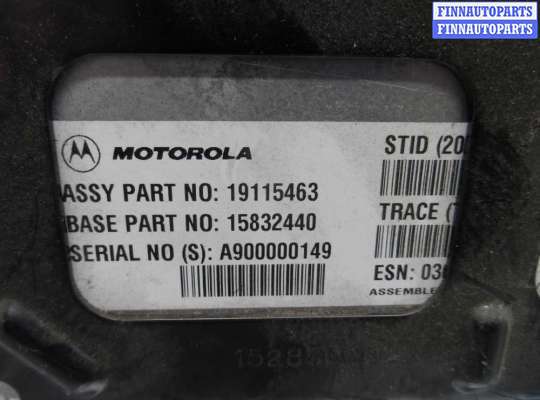 FINNAUTOPARTS
FINNAUTOPARTS
MOTOROLA
ASSY PART NO: 19115463
BASE PART NO: 15832440
SERIAL NO (S): A900000149
STID (20
TRACE (
ESN: 03
ASSEMBLE